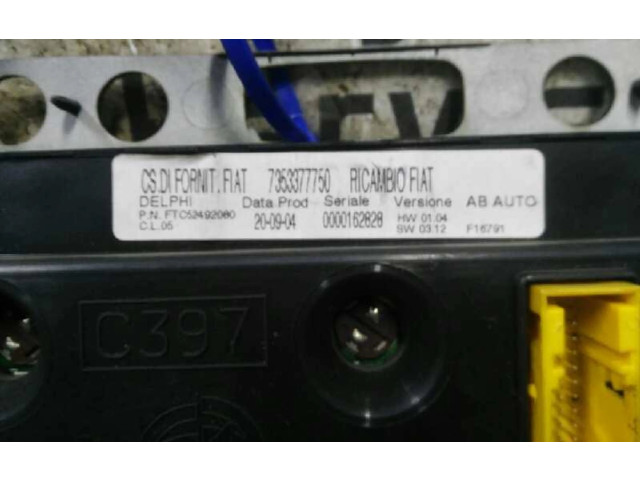 CS.DI FORNIT. FIAT 7353377750 RICAMBIO FIAT
DELPHI Data Prod Seriale Versione AB AUTO
P.N. FTC52492080 20-09-04 0000162828 HW 01.04
C.L.05 SW 03.12 F16791
C397